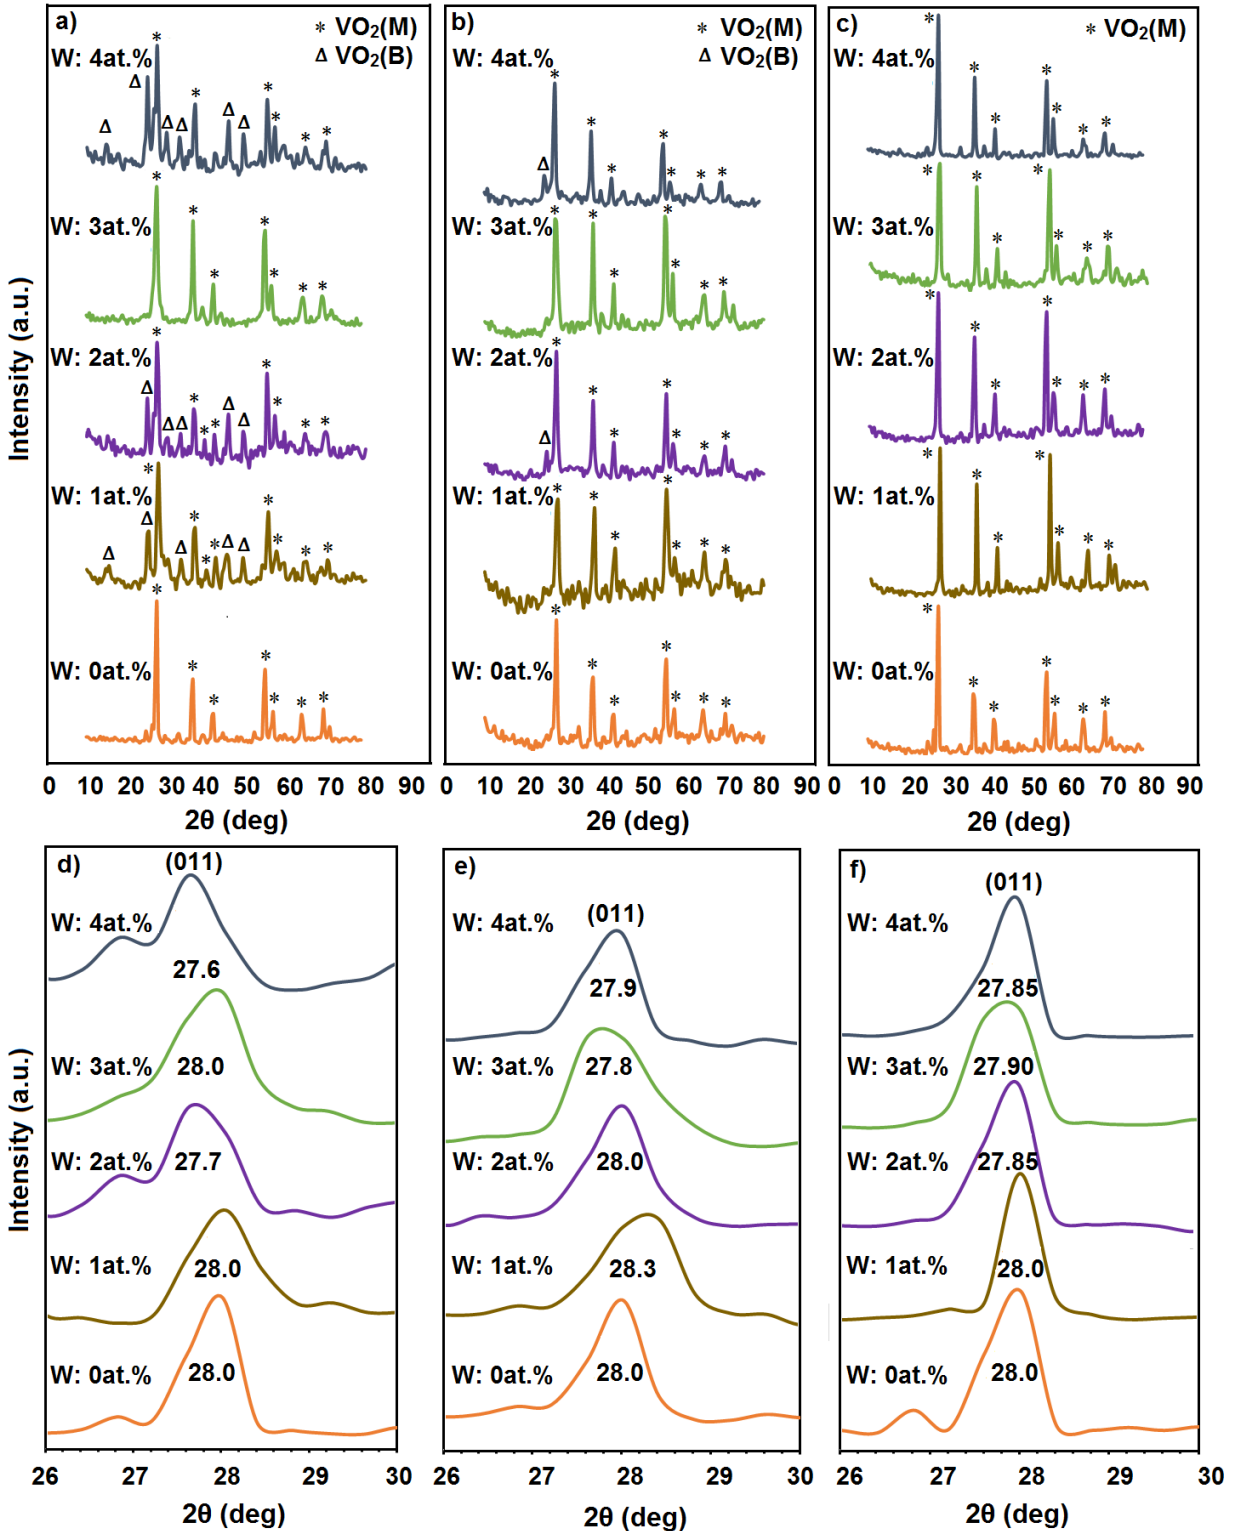 a)
* VO₂(M)
Δ VO₂(B)
W: 4at.%
W: 3at.%
W: 2at.%
W: 1at.%
W: 0at.%
0 10 20 30 40 50 60 70 80 90
2θ (deg)
Intensity (a.u.)
b)
* VO₂(M)
Δ VO₂(B)
W: 4at.%
W: 3at.%
W: 2at.%
W: 1at.%
W: 0at.%
0 10 20 30 40 50 60 70 80 90
2θ (deg)
c)
* VO₂(M)
W: 4at.%
W: 3at.%
W: 2at.%
W: 1at.%
W: 0at.%
0 10 20 30 40 50 60 70 80 90
2θ (deg)
d)
(011)
W: 4at.%
27.6
W: 3at.% 28.0
W: 2at.% 27.7
W: 1at.% 28.0
W: 0at.% 28.0
26 27 28 29 30
2θ (deg)
Intensity (a.u.)
e)
(011)
W: 4at.%
27.9
W: 3at.% 27.8
W: 2at.% 28.0
W: 1at.% 28.3
W: 0at.% 28.0
26 27 28 29 30
2θ (deg)
f)
(011)
W: 4at.%
27.85
W: 3at.% 27.90
W: 2at.% 27.85
W: 1at.% 28.0
W: 0at.% 28.0
26 27 28 29 30
2θ (deg)